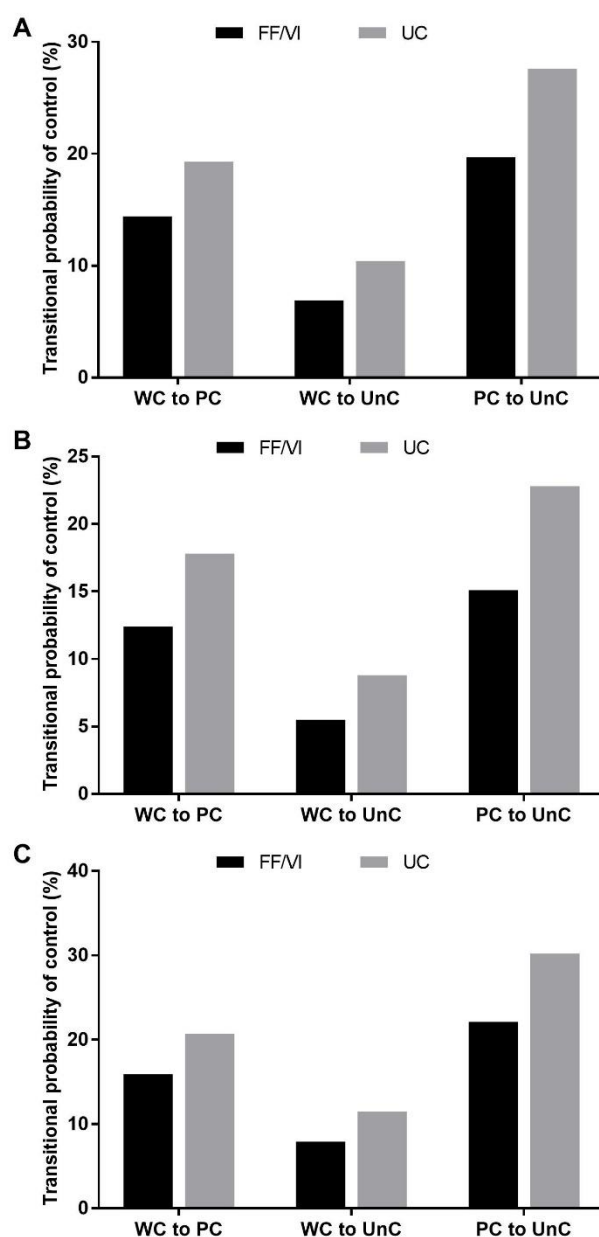 A
FF/VI UC
Transitional probability of control (%)
30
20
10
0
WC to PC WC to UnC PC to UnC
B
FF/VI UC
Transitional probability of control (%)
25
20
15
10
5
0
WC to PC WC to UnC PC to UnC
C
FF/VI UC
Transitional probability of control (%)
40
30
20
10
0
WC to PC WC to UnC PC to UnC